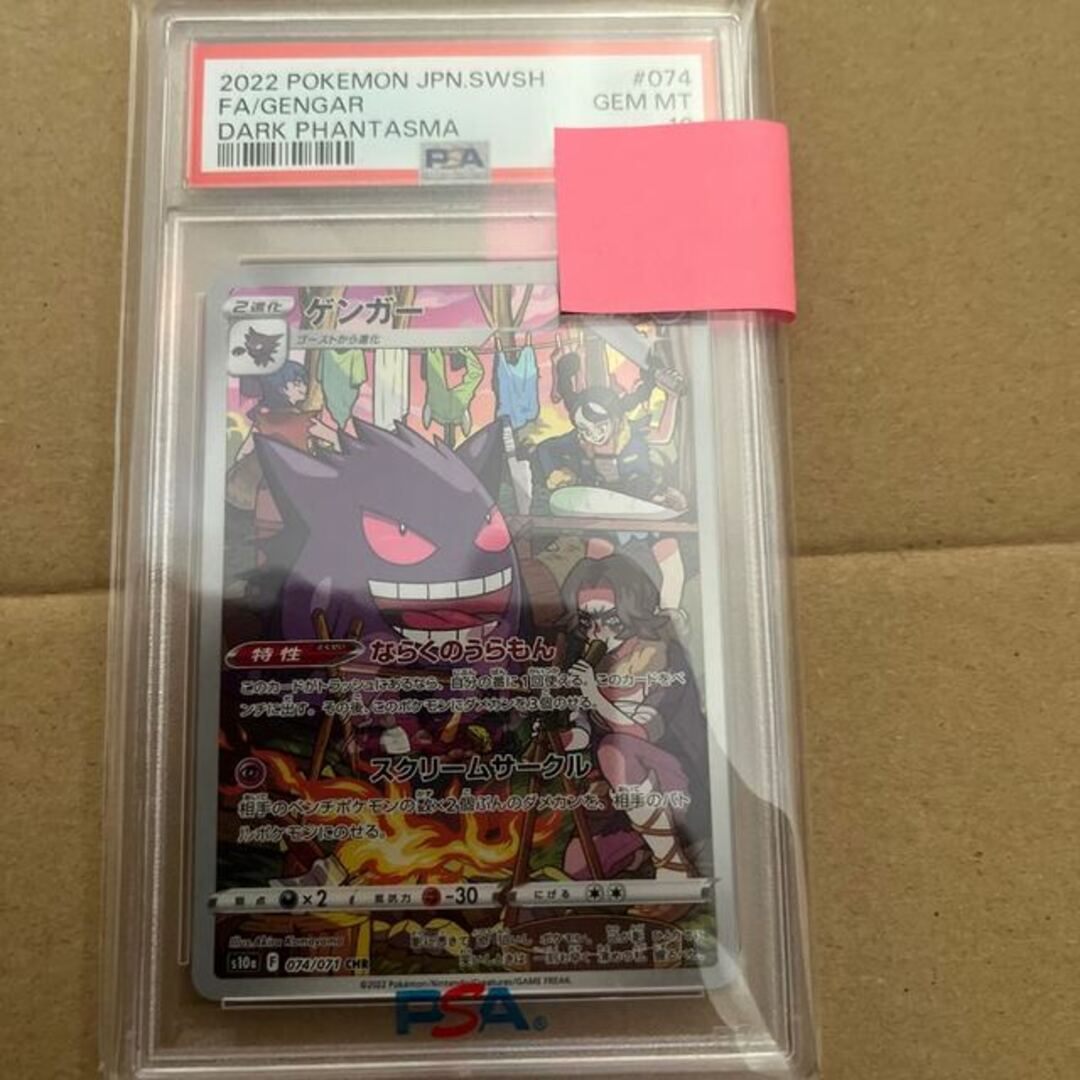 2022 POKEMON JPN.SWSH #074
FA/GENGAR GEM MT
DARK PHANTASMA
PSA
2進化 ゲンガー
ゴーストから進化
特性 ならくのうらもん
このカードがトラッシュにあるなら、自分の番に1回使える。このカードをベ
ンチに出す。その後、このポケモンにダメカンを3個のせる。
スクリームサークル
相手のベンチポケモンの数×2個ぶんのダメカンを、相手のバト
ルポケモンにのせる。
弱点 ×2 抵抗力 -30 にげる
Illus. Akira Komayama
s10a F 074/071 CHR
©2022 Pokémon/Nintendo/Creatures/GAME FREAK.
PSA®